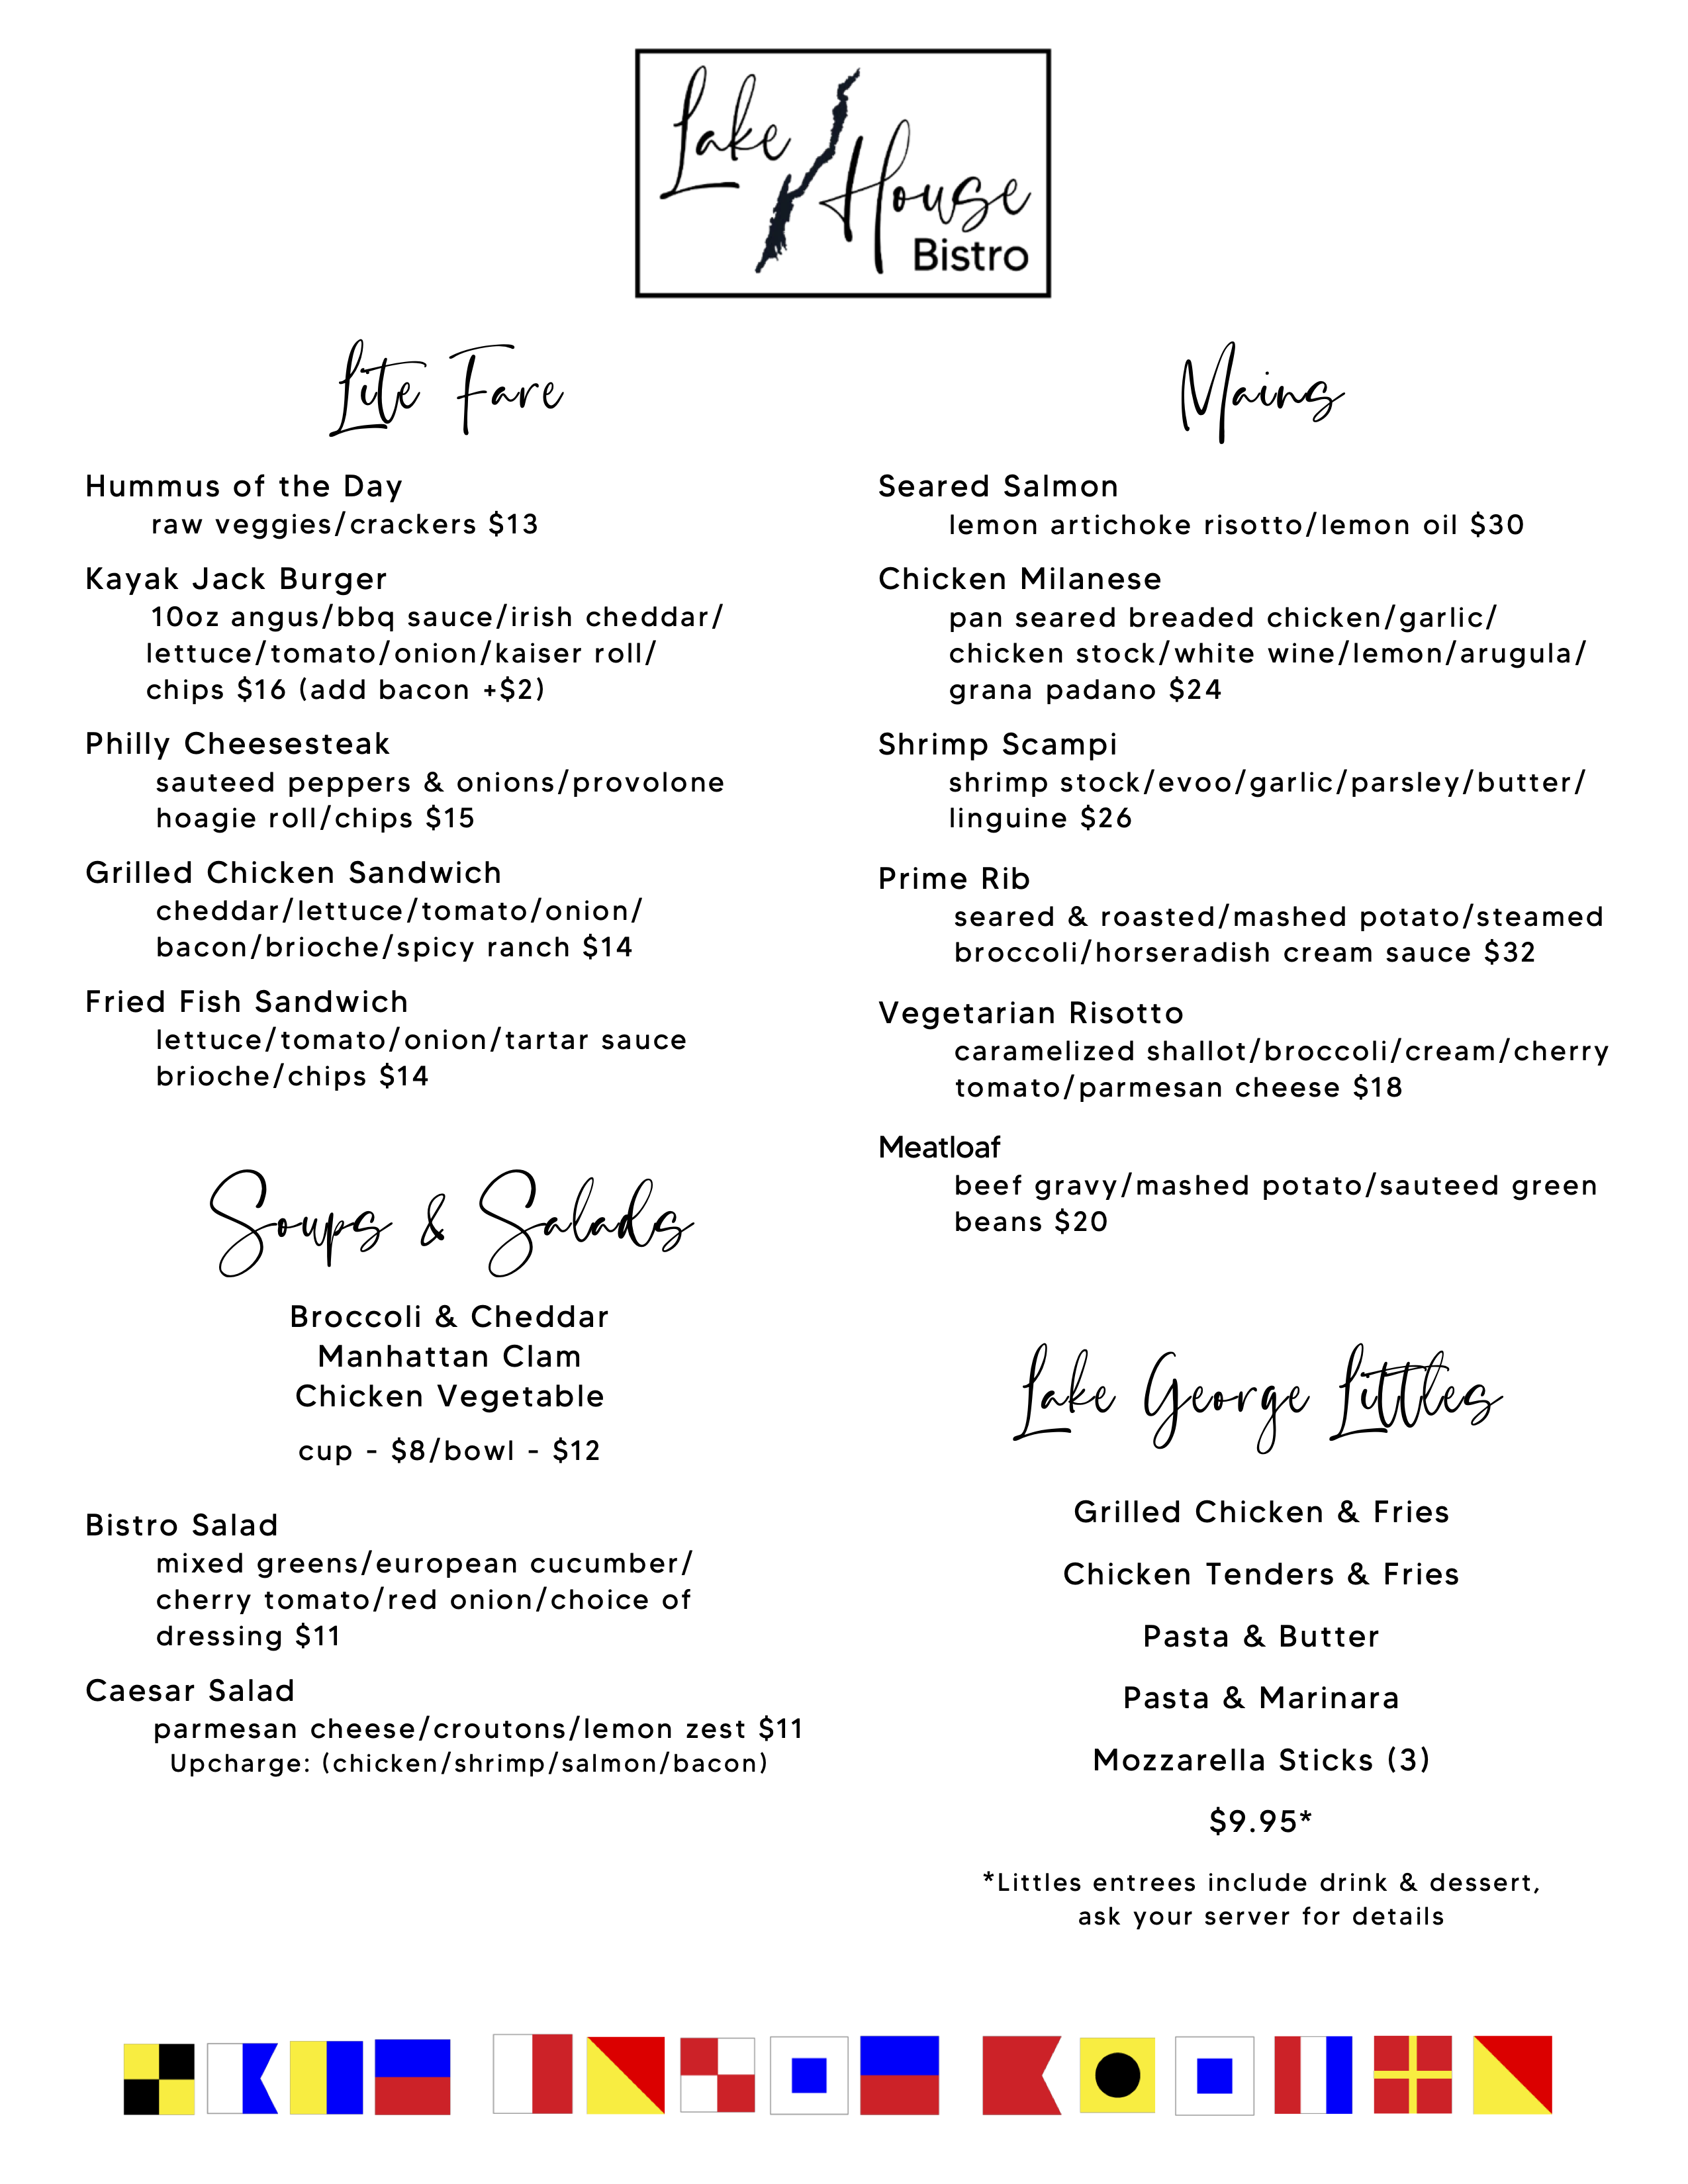 Lake House
Bistro
Lite Fare
Hummus of the Day
raw veggies/crackers $13
Kayak Jack Burger
10oz angus/bbq sauce/irish cheddar/
lettuce/tomato/onion/kaiser roll/
chips $16 (add bacon +$2)
Philly Cheesesteak
sauteed peppers & onions/provolone
hoagie roll/chips $15
Grilled Chicken Sandwich
cheddar/lettuce/tomato/onion/
bacon/brioche/spicy ranch $14
Fried Fish Sandwich
lettuce/tomato/onion/tartar sauce
brioche/chips $14
Soups & Salads
Broccoli & Cheddar
Manhattan Clam
Chicken Vegetable
cup - $8/bowl - $12
Bistro Salad
mixed greens/european cucumber/
cherry tomato/red onion/choice of
dressing $11
Caesar Salad
parmesan cheese/croutons/lemon zest $11
Upcharge: (chicken/shrimp/salmon/bacon)
Mains
Seared Salmon
lemon artichoke risotto/lemon oil $30
Chicken Milanese
pan seared breaded chicken/garlic/
chicken stock/white wine/lemon/arugula/
grana padano $24
Shrimp Scampi
shrimp stock/evoo/garlic/parsley/butter/
linguine $26
Prime Rib
seared & roasted/mashed potato/steamed
broccoli/horseradish cream sauce $32
Vegetarian Risotto
caramelized shallot/broccoli/cream/cherry
tomato/parmesan cheese $18
Meatloaf
beef gravy/mashed potato/sauteed green
beans $20
Lake George Littles
Grilled Chicken & Fries
Chicken Tenders & Fries
Pasta & Butter
Pasta & Marinara
Mozzarella Sticks (3)
$9.95*
*Littles entrees include drink & dessert,
ask your server for details